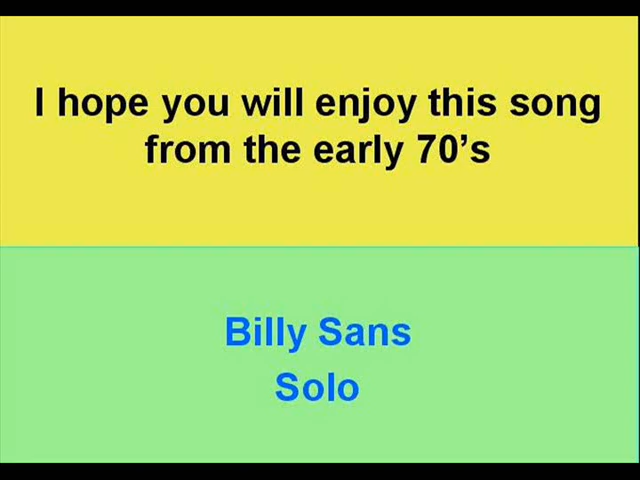 I hope you will enjoy this song
from the early 70’s
Billy Sans
Solo